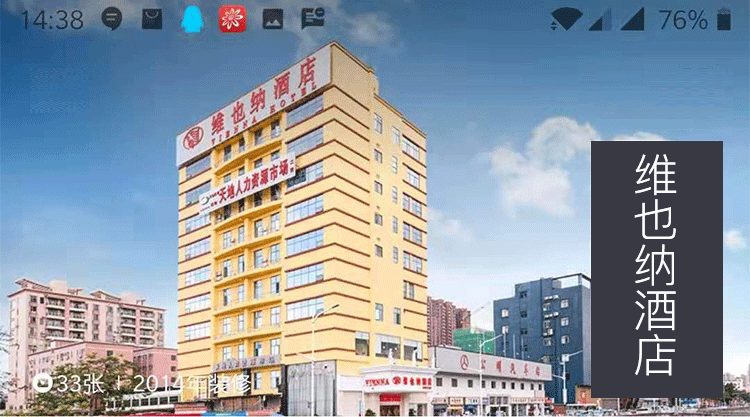 14:38
76%
维也纳酒店
VIENNA HOTEL
天地人力资源市场
维也纳酒店
33张 | 2014年装修
VIENNA 维也纳酒店